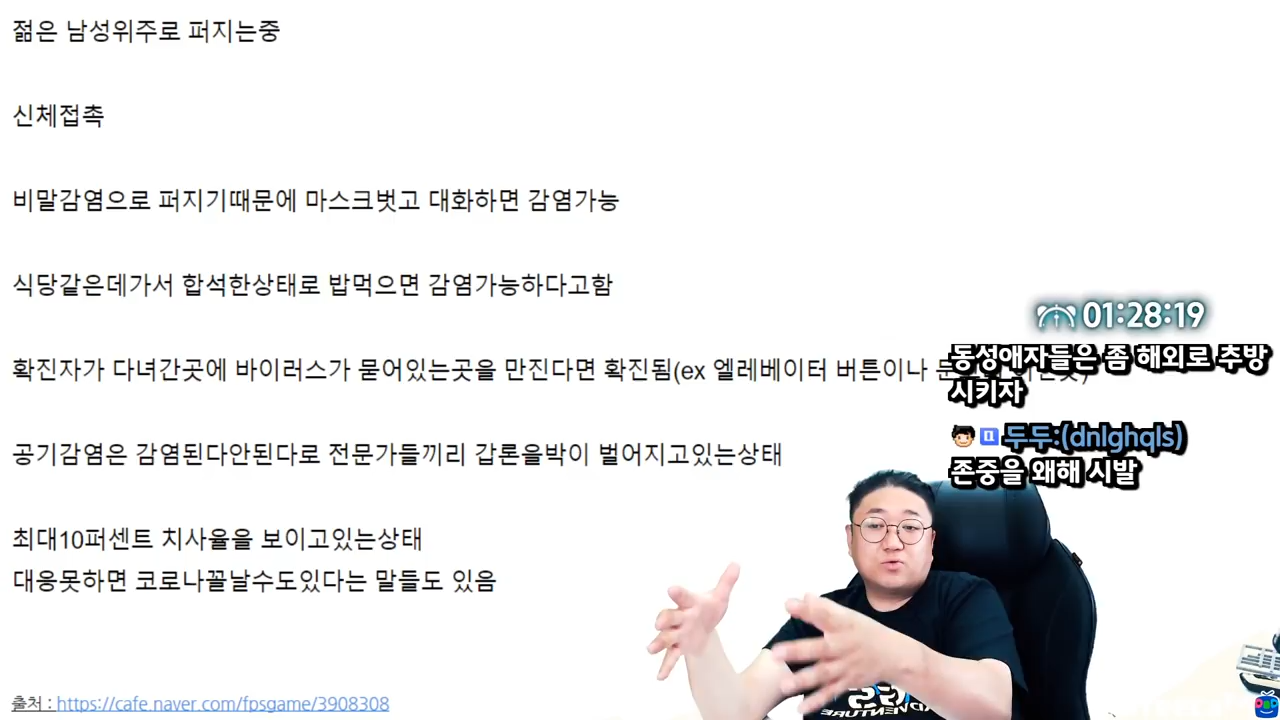 젊은 남성위주로 퍼지는중
신체접촉
비말감염으로 퍼지기때문에 마스크벗고 대화하면 감염가능
식당같은데가서 합석한상태로 밥먹으면 감염가능하다고함
확진자가 다녀간곳에 바이러스가 묻어있는곳을 만진다면 확진됨(ex 엘레베이터 버튼이나
공기감염은 감염된다안된다로 전문가들끼리 갑론을박이 벌어지고있는상태
최대10퍼센트 치사율을 보이고있는상태
대응못하면 코로나꼴날수도있다는 말들도 있음
출처 : https://cafe.naver.com/fpsgame/3908308
01:28:19
동성애자들은 좀 해외로 추방
시키자
두두:(dnlghqls)
존중을 왜해 시발
ADVENTURE